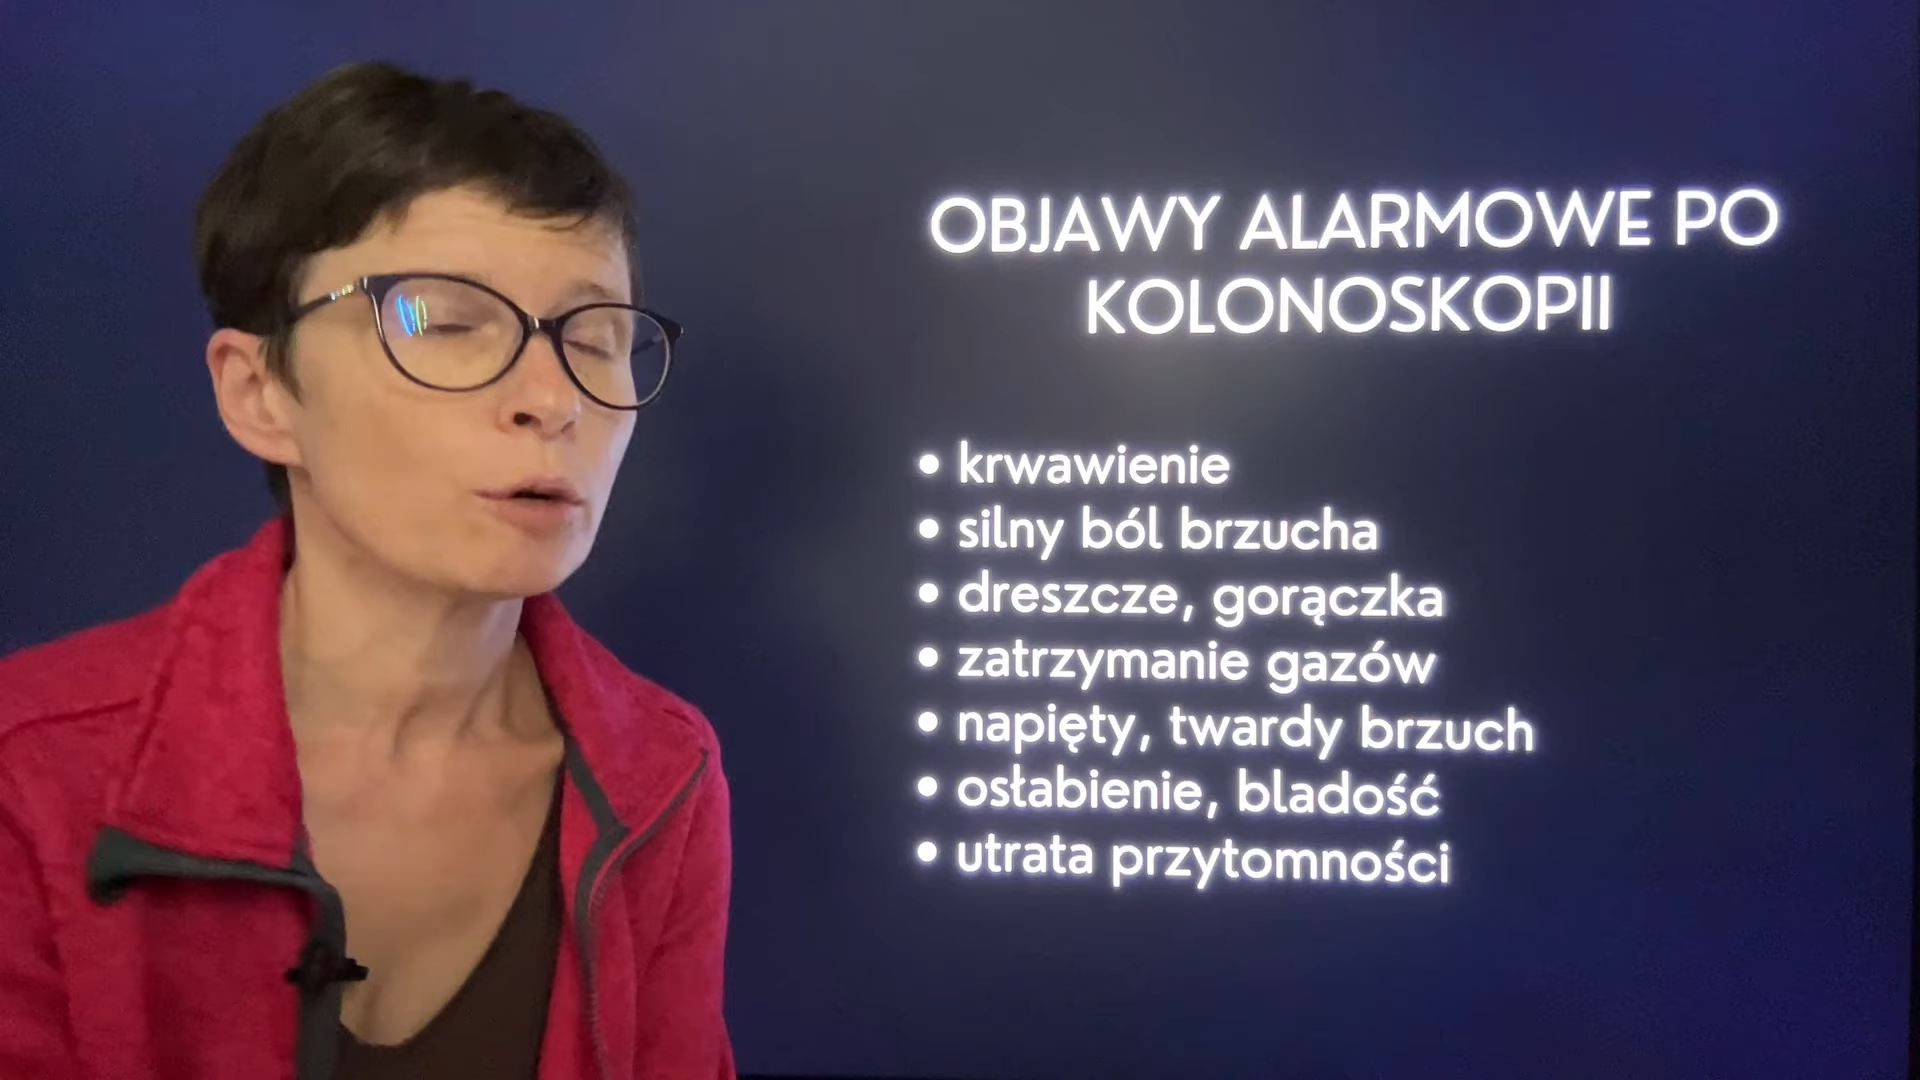 OBJAWY ALARMOWE PO
KOLONOSKOPII
• krwawienie
• silny ból brzucha
• dreszcze, gorączka
• zatrzymanie gazów
• napięty, twardy brzuch
• osłabienie, bladość
• utrata przytomności